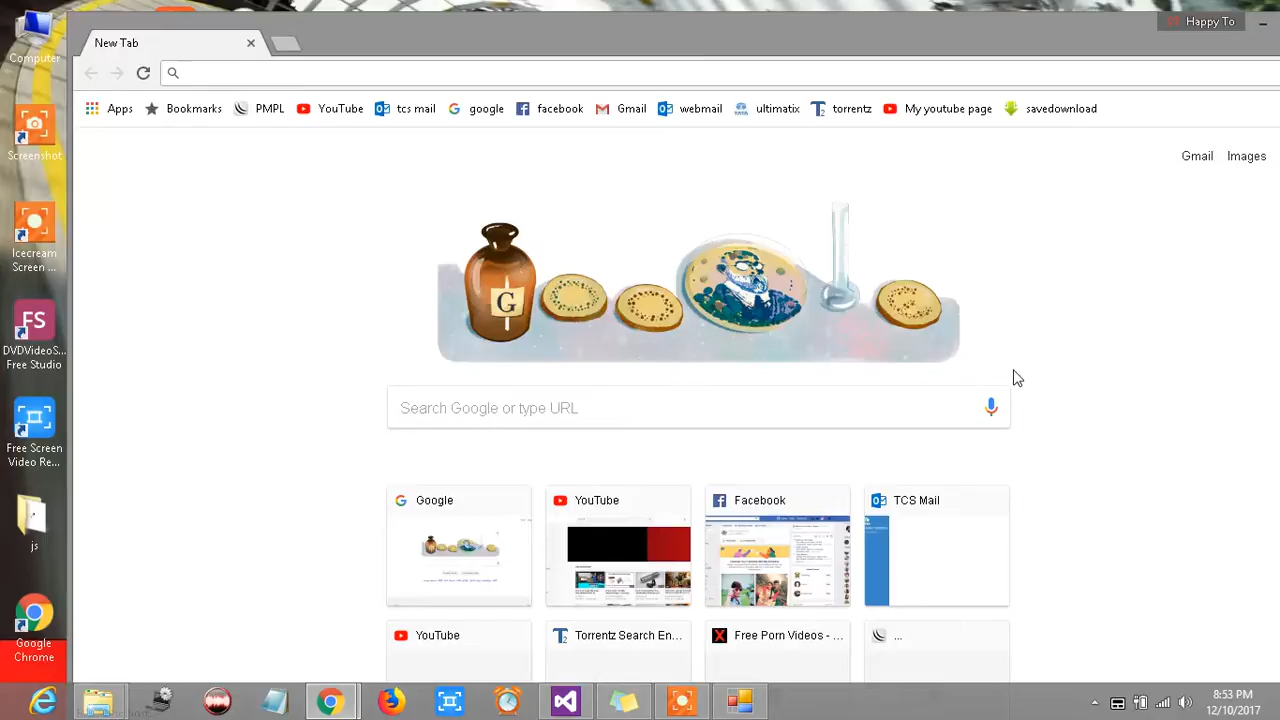 Happy To
New Tab
Apps Bookmarks PMPL YouTube tcs mail gpgple facebook Gmail webmail ultimatix torrentz My youtube page savedownload
Gmail Images
G
Search Google or type URL
Google YouTube Facebook TCS Mail
YouTube Torrentz Search En... Free Porn Videos - ... ...
Computer
Screenshot
Icecream
Screen ...
FS
DVDVideoS...
Free Studio
Free Screen
Video Re...
js
Google
Chrome
8:53 PM
12/10/2017